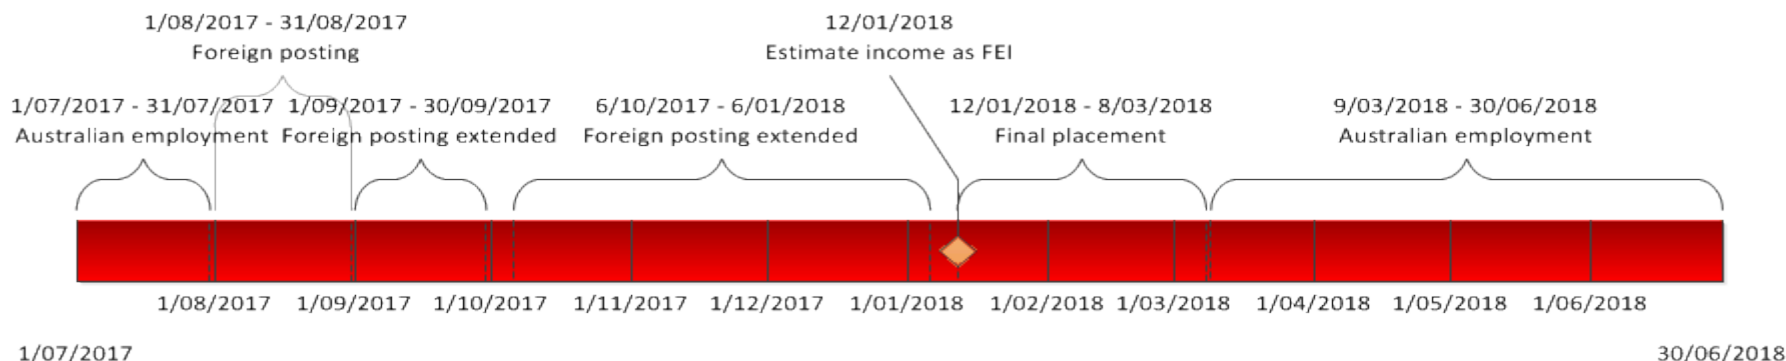 1/08/2017 - 31/08/2017
Foreign posting
12/01/2018
Estimate income as FEI
1/07/2017 - 31/07/2017
Australian employment
1/09/2017 - 30/09/2017
Foreign posting extended
6/10/2017 - 6/01/2018
Foreign posting extended
12/01/2018 - 8/03/2018
Final placement
9/03/2018 - 30/06/2018
Australian employment
1/08/2017
1/09/2017
1/10/2017
1/11/2017
1/12/2017
1/01/2018
1/02/2018
1/03/2018
1/04/2018
1/05/2018
1/06/2018
1/07/2017
30/06/2018